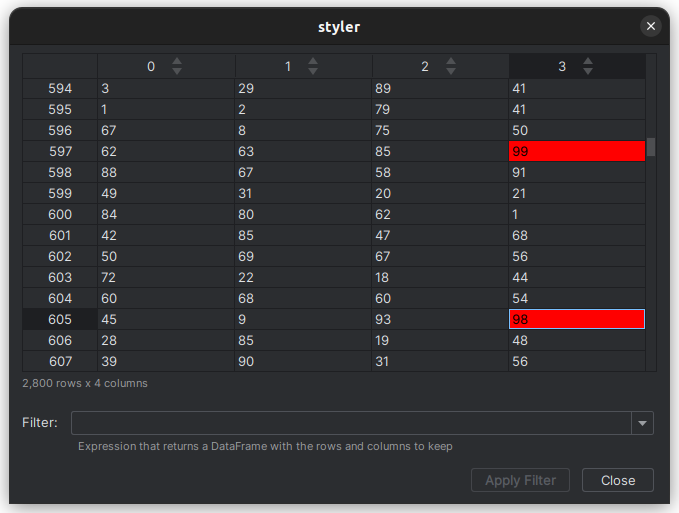 styler
0 1 2 3
594 3 29 89 41
595 1 2 79 41
596 67 8 75 50
597 62 63 85 99
598 88 67 58 91
599 49 31 20 21
600 84 80 62 1
601 42 85 47 68
602 50 69 67 56
603 72 22 18 44
604 60 68 60 54
605 45 9 93 98
606 28 85 19 48
607 39 90 31 56
2,800 rows x 4 columns
Filter:
Expression that returns a DataFrame with the rows and columns to keep
Apply Filter Close